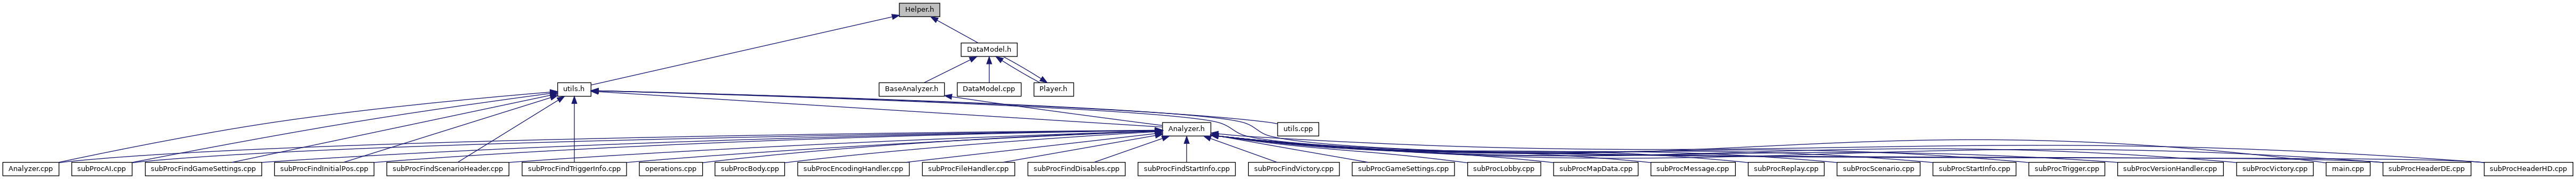 Helper.h
DataModel.h
utils.h
BaseAnalyzer.h
DataModel.cpp
Player.h
Analyzer.h
utils.cpp
Analyzer.cpp
subProcAI.cpp
subProcFindGameSettings.cpp
subProcFindInitialPos.cpp
subProcFindScenarioHeader.cpp
subProcFindTriggerInfo.cpp
operations.cpp
subProcBody.cpp
subProcEncodingHandler.cpp
subProcFileHandler.cpp
subProcFindDisables.cpp
subProcFindStartInfo.cpp
subProcFindVictory.cpp
subProcGameSettings.cpp
subProcLobby.cpp
subProcMapData.cpp
subProcMessage.cpp
subProcReplay.cpp
subProcScenario.cpp
subProcStartInfo.cpp
subProcTrigger.cpp
subProcVersionHandler.cpp
subProcVictory.cpp
main.cpp
subProcHeaderDE.cpp
subProcHeaderHD.cpp